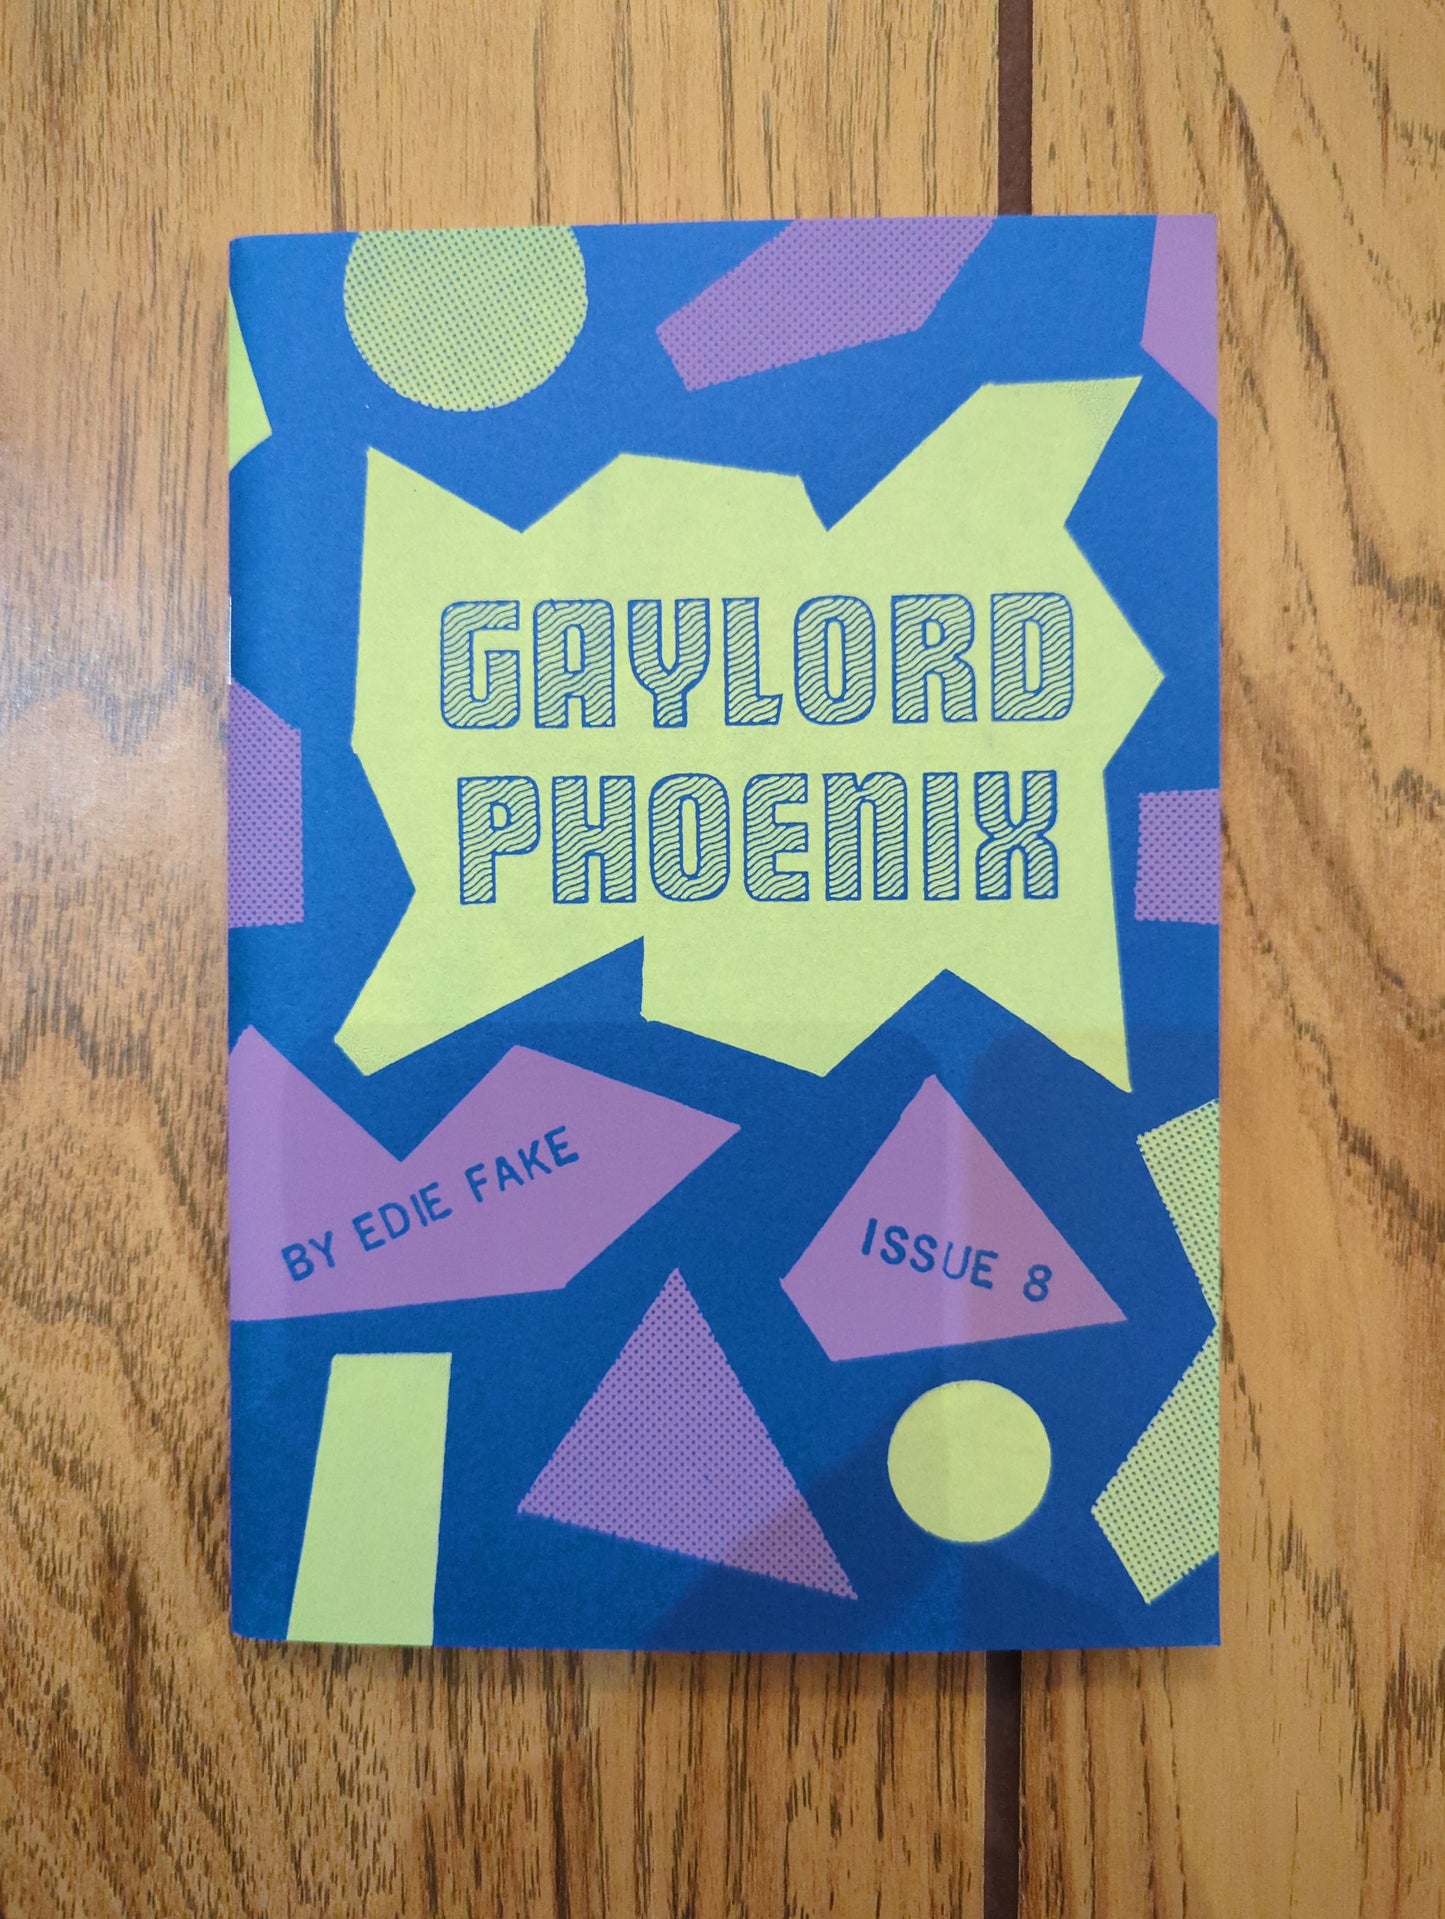 GAYLORD
PHOENIX
BY EDIE FAKE
ISSUE 8